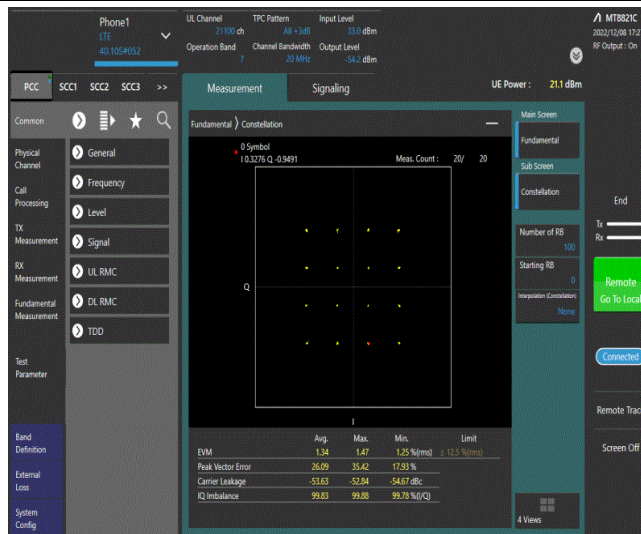 Phone1
LTE
40.10S#052
UL Channel
21100 ch
TPC Pattern
All +3dB
Input Level
33.0 dBm
Operation Band
7
Channel Bandwidth
20 MHz
Output Level
-54.2 dBm
MT8821C
2022/12/08 17:2
RF Output : On
PCC SCC1 SCC2 SCC3 >>
Measurement
Signaling
UE Power : 21.1 dBm
Common
Physical
Channel
Call
Processing
TX
Measurement
RX
Measurement
Fundamental
Measurement
Test
Parameter
Band
Definition
External
Loss
System
Config
General
Frequency
Level
Signal
UL RMC
DL RMC
TDD
Fundamental ⟩ Constellation
0 Symbol
I 0.3276 Q -0.9491
Meas. Count : 20/ 20
Q
I
Avg. Max. Min. Limit
EVM 1.34 1.47 1.25 %(rms) ≤ 12.5 %(rms)
Peak Vector Error 26.09 35.42 17.93 %
Carrier Leakage -53.63 -52.84 -54.67 dBc
IQ Imbalance 99.83 99.88 99.78 %(I/Q)
Main Screen
Fundamental
Sub Screen
Constellation
Number of RB
100
Starting RB
0
Interpolation (Constellation)
None
4 Views
End
Tx
Rx
Remote
Go To Local
Connected
Remote Trac
Screen Off